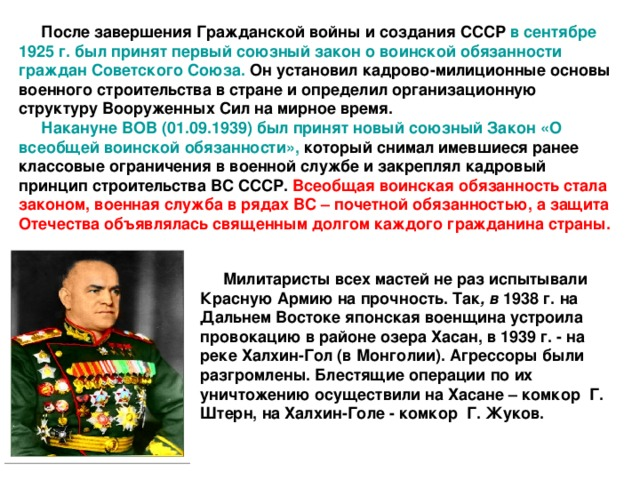 После завершения Гражданской войны и создания СССР в сентябре
1925 г. был принят первый союзный закон о воинской обязанности
граждан Советского Союза. Он установил кадрово-милиционные основы
военного строительства в стране и определил организационную
структуру Вооруженных Сил на мирное время.
Накануне ВОВ (01.09.1939) был принят новый союзный Закон «О
всеобщей воинской обязанности», который снимал имевшиеся ранее
классовые ограничения в военной службе и закреплял кадровый
принцип строительства ВС СССР. Всеобщая воинская обязанность стала
законом, военная служба в рядах ВС – почетной обязанностью, а защита
Отечества объявлялась священным долгом каждого гражданина страны.
Милитаристы всех мастей не раз испытывали
Красную Армию на прочность. Так, в 1938 г. на
Дальнем Востоке японская военщина устроила
провокацию в районе озера Хасан, в 1939 г. - на
реке Халхин-Гол (в Монголии). Агрессоры были
разгромлены. Блестящие операции по их
уничтожению осуществили на Хасане – комкор Г.
Штерн, на Халхин-Голе - комкор Г. Жуков.